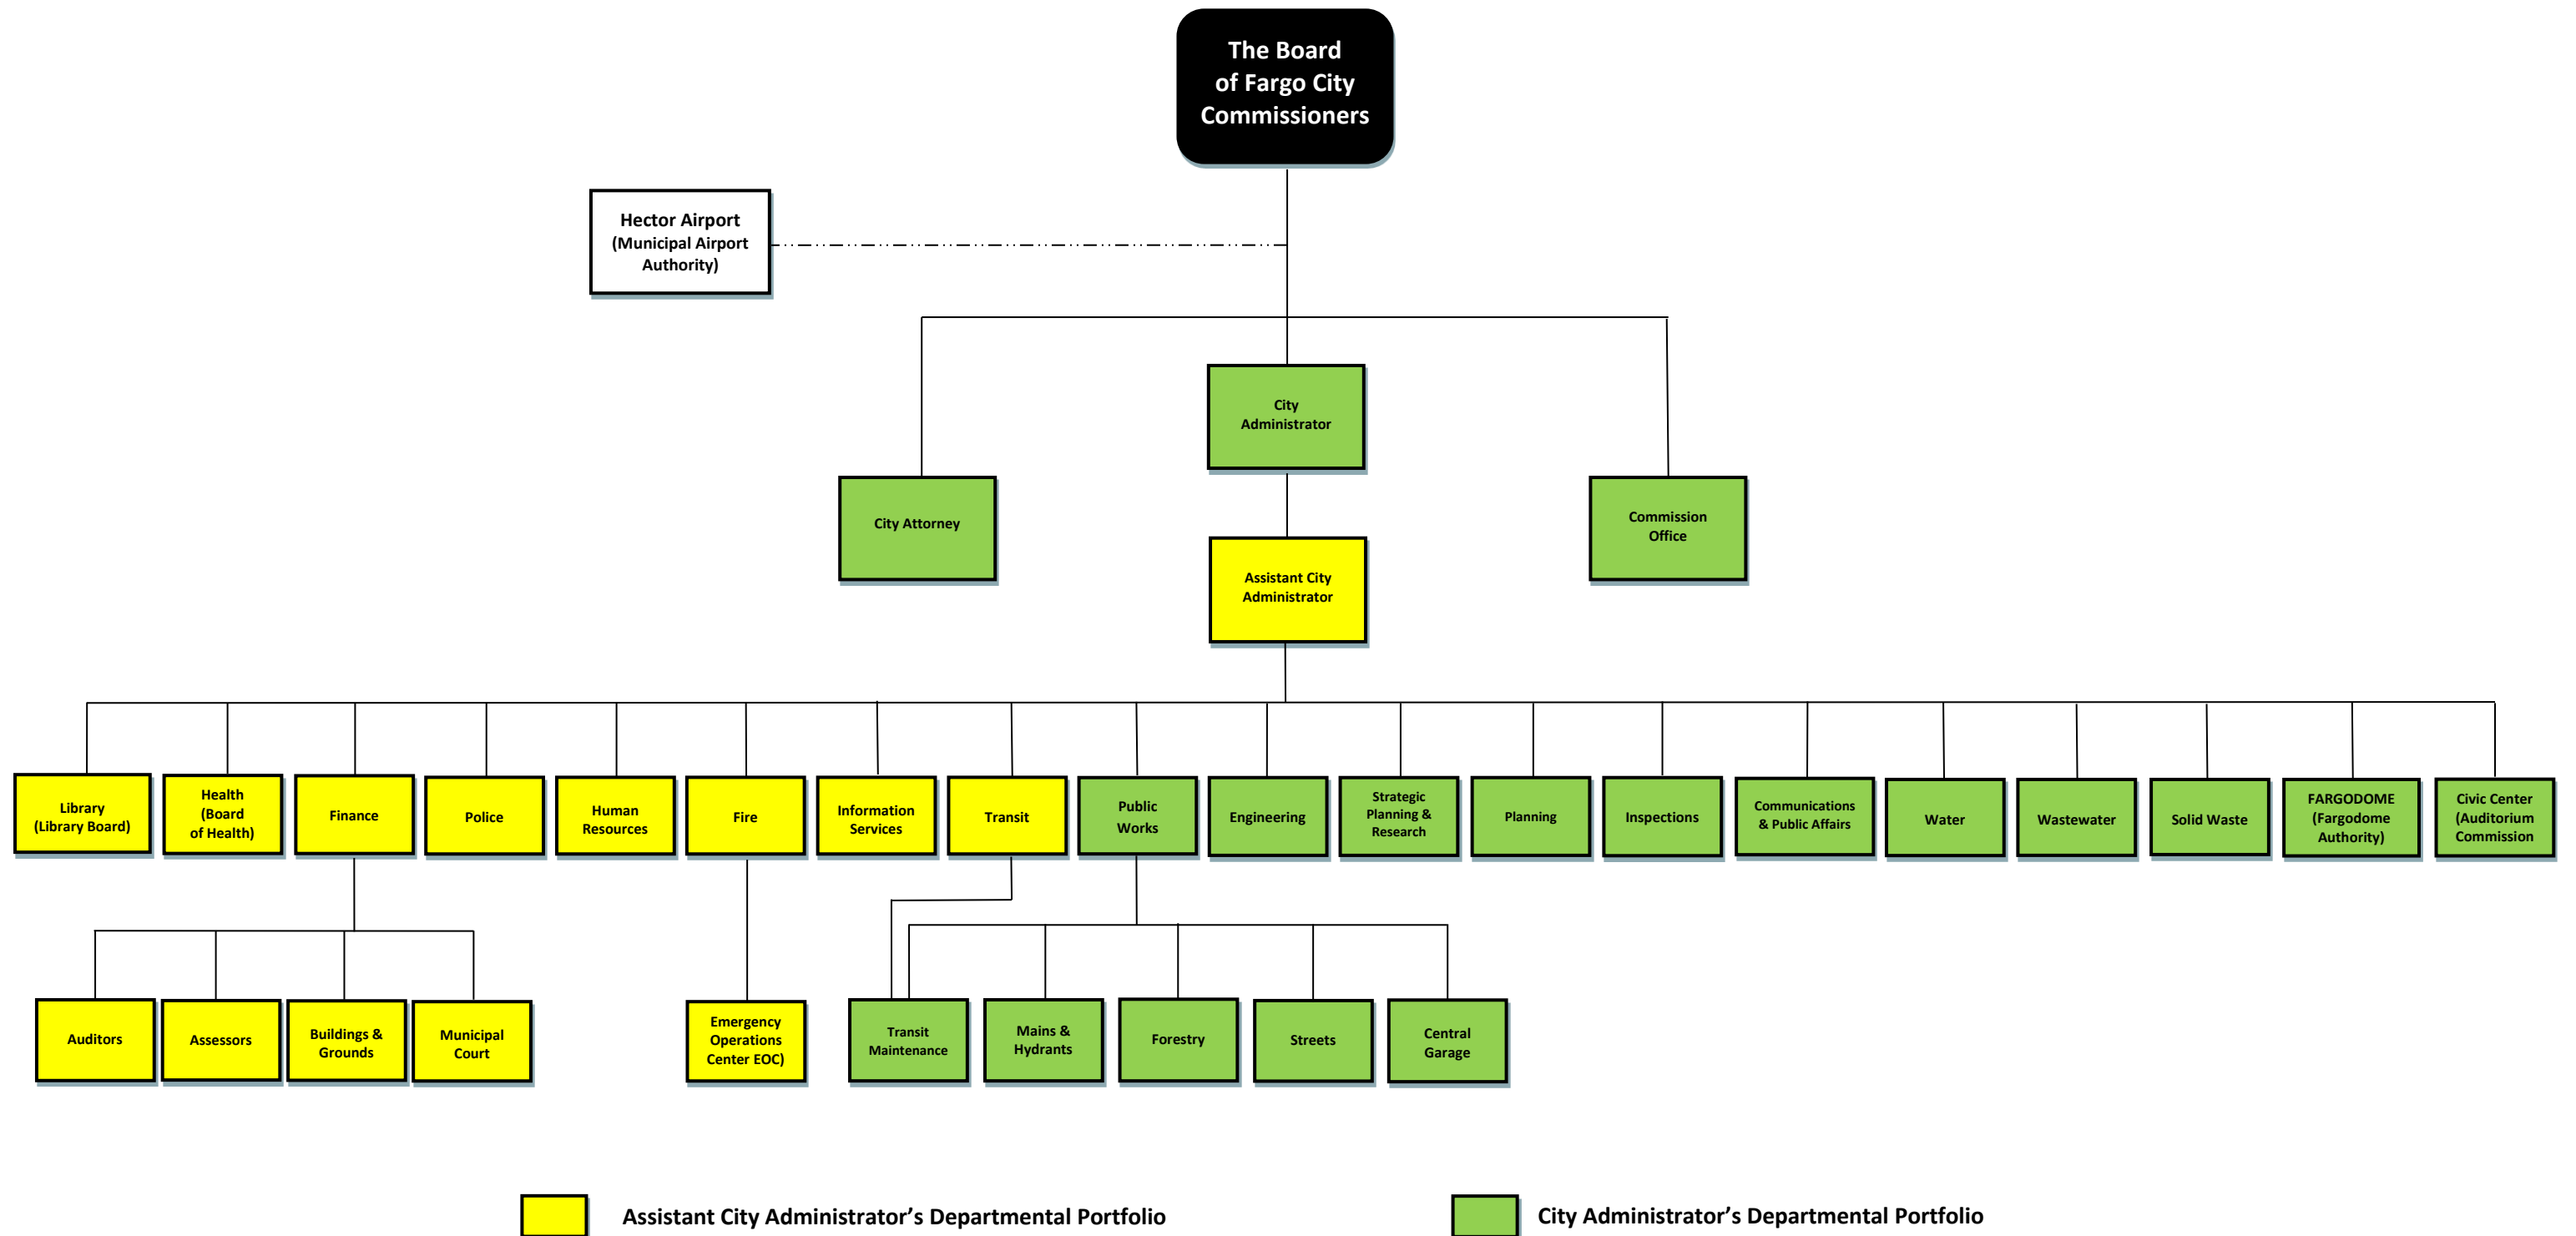 The Board
of Fargo City
Commissioners
Hector Airport
(Municipal Airport
Authority)
City
Administrator
City Attorney
Commission
Office
Assistant City
Administrator
Library
(Library Board)
Health
(Board
of Health)
Finance
Police
Human
Resources
Fire
Information
Services
Transit
Public
Works
Engineering
Strategic
Planning &
Research
Planning
Inspections
Communications
& Public Affairs
Water
Wastewater
Solid Waste
FARGODOME
(Fargodome
Authority)
Civic Center
(Auditorium
Commission
Auditors
Assessors
Buildings &
Grounds
Municipal
Court
Emergency
Operations
Center EOC)
Transit
Maintenance
Mains &
Hydrants
Forestry
Streets
Central
Garage
Assistant City Administrator’s Departmental Portfolio
City Administrator’s Departmental Portfolio